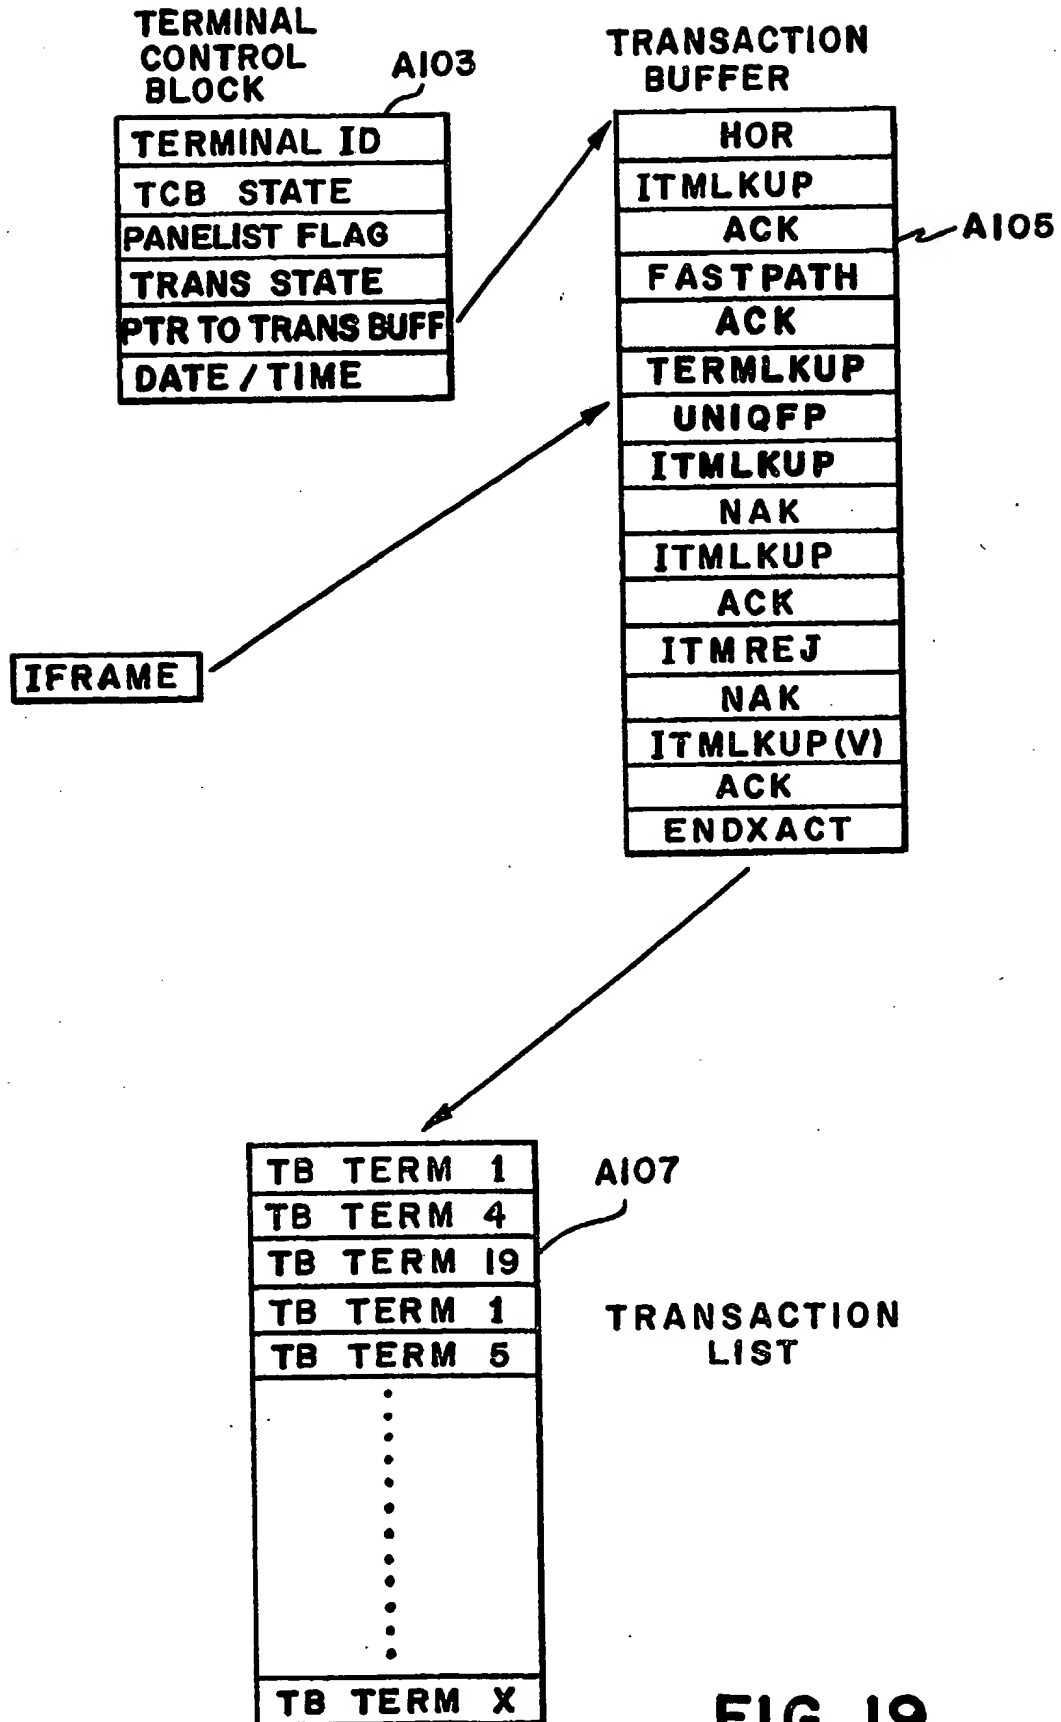 TERMINAL
CONTROL
BLOCK
A103
TERMINAL ID
TCB STATE
PANELIST FLAG
TRANS STATE
PTR TO TRANS BUFF
DATE / TIME
TRANSACTION
BUFFER
HOR
ITMLKUP
ACK
FASTPATH
ACK
TERMLKUP
UNIQFP
ITMLKUP
NAK
ITMLKUP
ACK
ITMREJ
NAK
ITMLKUP(V)
ACK
ENDXACT
A105
IFRAME
TB TERM 1
TB TERM 4
TB TERM 19
TB TERM 1
TB TERM 5
TB TERM X
A107
TRANSACTION
LIST
FIG. 19